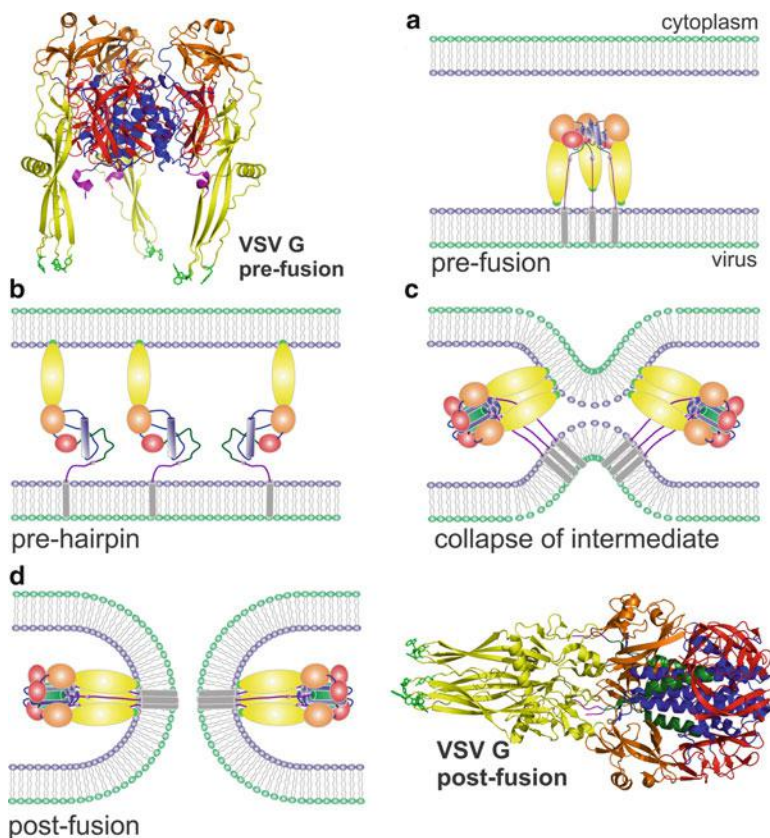 a
cytoplasm
VSV G
pre-fusion
pre-fusion
virus
b
c
pre-hairpin
collapse of intermediate
d
VSV G
post-fusion
post-fusion